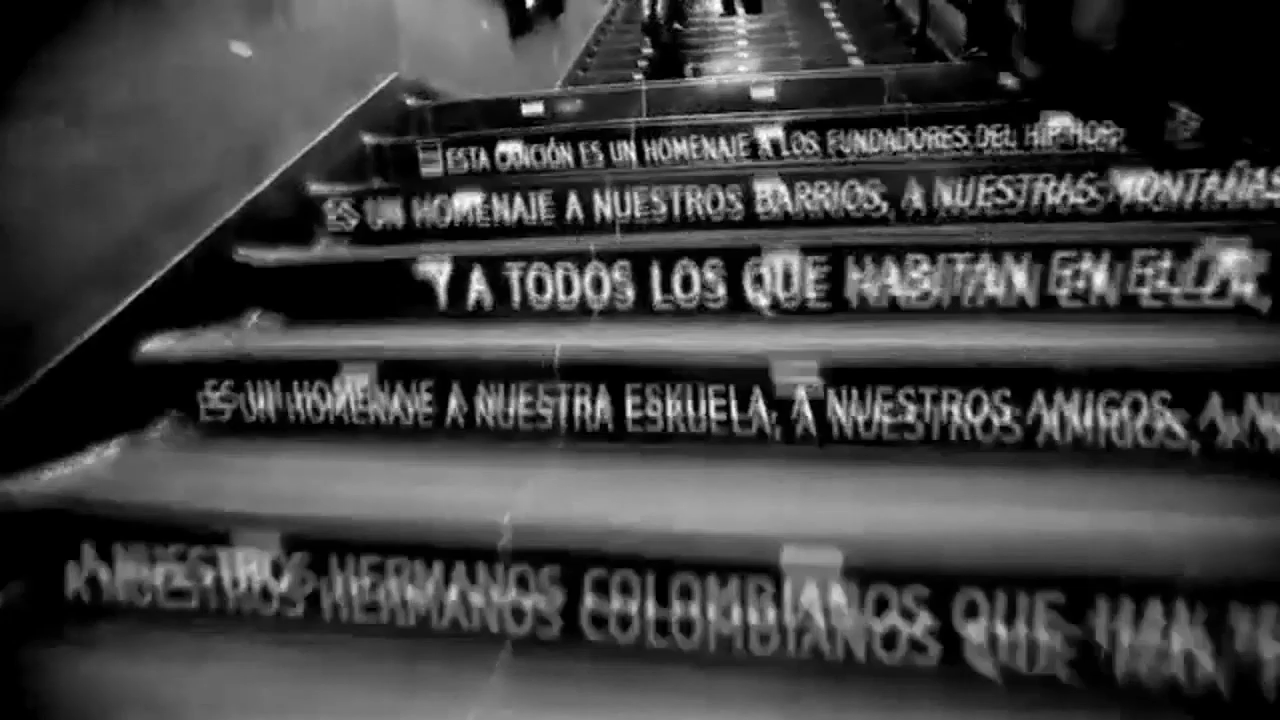 ESTA CANCIÓN ES UN HOMENAJE A LOS FUNDADORES DEL HIP HOP,
ES UN HOMENAJE A NUESTROS BARRIOS, A NUESTRAS MONTAÑAS
Y A TODOS LOS QUE HABITAN EN
ES UN HOMENAJE A NUESTRA ESKUELA, A NUESTROS AMIGOS, A
A NUESTROS HERMANOS COLOMBIANOS QUE HAN